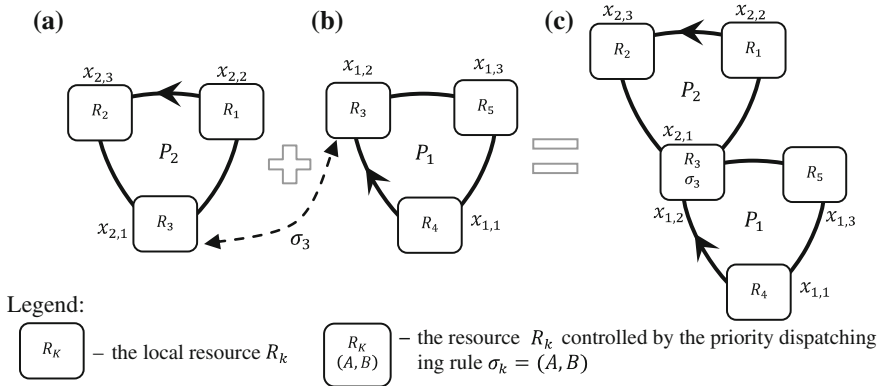 (a)
(b)
(c)
x2,3
x2,2
R2
R1
P2
x2,1
R3
σ3
x1,2
x1,3
R3
R5
P1
R4
x1,1
x2,3
x2,2
R2
R1
P2
x2,1
R3
σ3
R5
x1,2
P1
x1,3
R4
x1,1
Legend:
RK
– the local resource Rk
RK
(A, B)
– the resource Rk controlled by the priority dispatching
ing rule σk = (A, B)